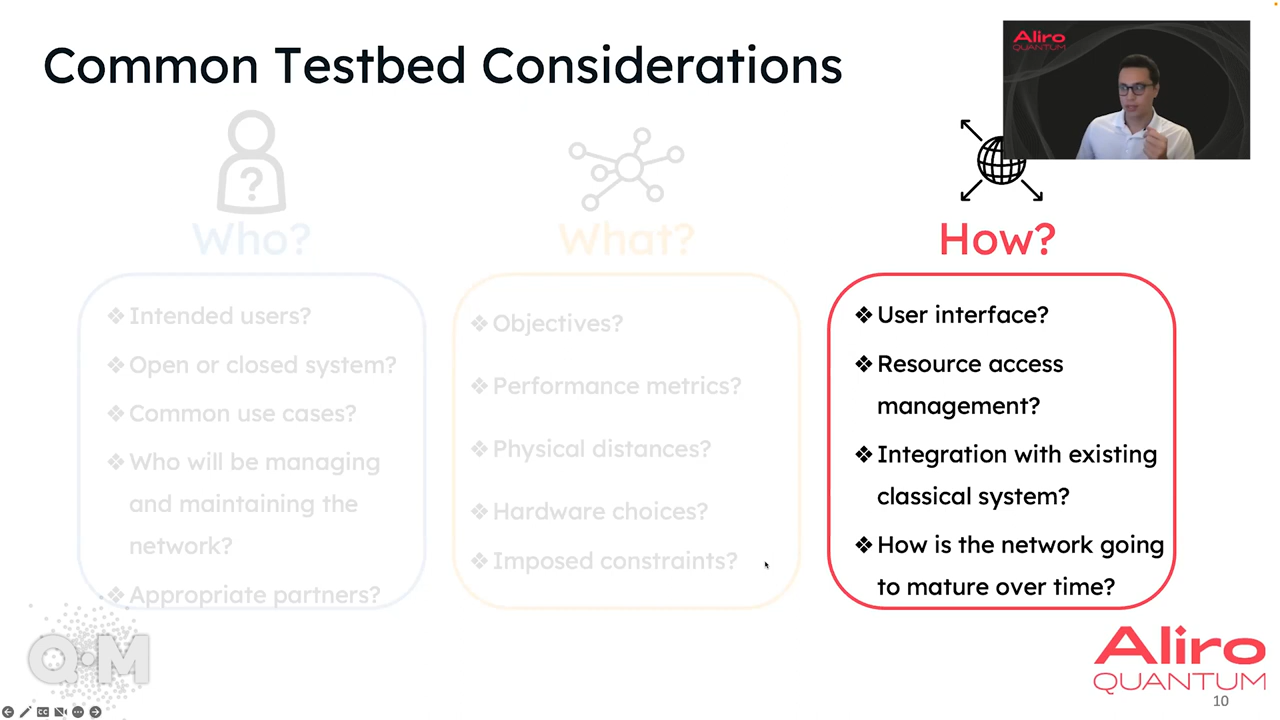 Common Testbed Considerations
Aliro
QUANTUM
?
Who?
What?
How?
❖ Intended users?
❖ Open or closed system?
❖ Common use cases?
❖ Who will be managing
and maintaining the
network?
❖ Appropriate partners?
❖ Objectives?
❖ Performance metrics?
❖ Physical distances?
❖ Hardware choices?
❖ Imposed constraints?
❖ User interface?
❖ Resource access
management?
❖ Integration with existing
classical system?
❖ How is the network going
to mature over time?
Q M
Aliro
QUANTUM
10